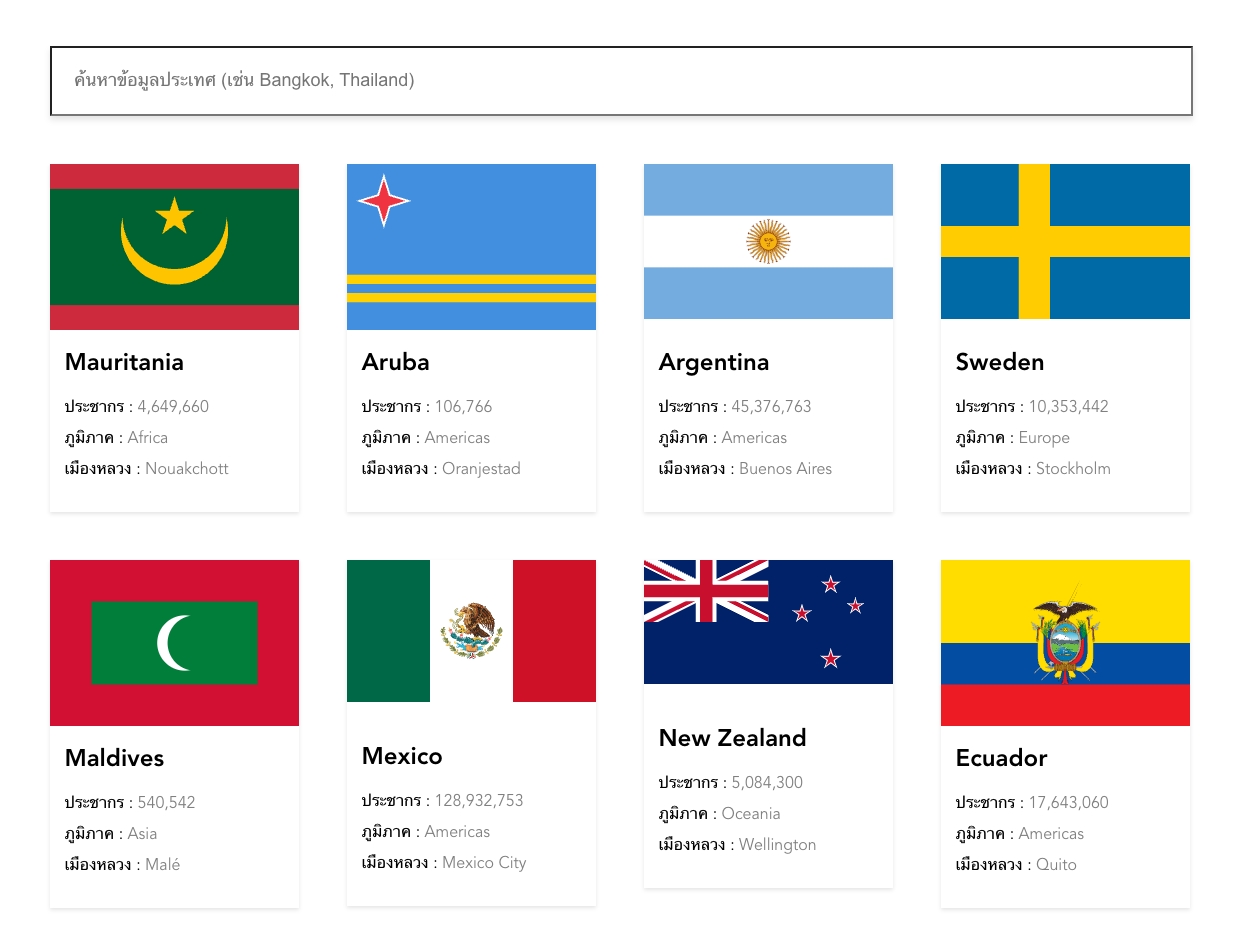 ค้นหาข้อมูลประเทศ (เช่น Bangkok, Thailand)
Mauritania
ประชากร : 4,649,660
ภูมิภาค : Africa
เมืองหลวง : Nouakchott
Aruba
ประชากร : 106,766
ภูมิภาค : Americas
เมืองหลวง : Oranjestad
Argentina
ประชากร : 45,376,763
ภูมิภาค : Americas
เมืองหลวง : Buenos Aires
Sweden
ประชากร : 10,353,442
ภูมิภาค : Europe
เมืองหลวง : Stockholm
Maldives
ประชากร : 540,542
ภูมิภาค : Asia
เมืองหลวง : Malé
Mexico
ประชากร : 128,932,753
ภูมิภาค : Americas
เมืองหลวง : Mexico City
New Zealand
ประชากร : 5,084,300
ภูมิภาค : Oceania
เมืองหลวง : Wellington
Ecuador
ประชากร : 17,643,060
ภูมิภาค : Americas
เมืองหลวง : Quito